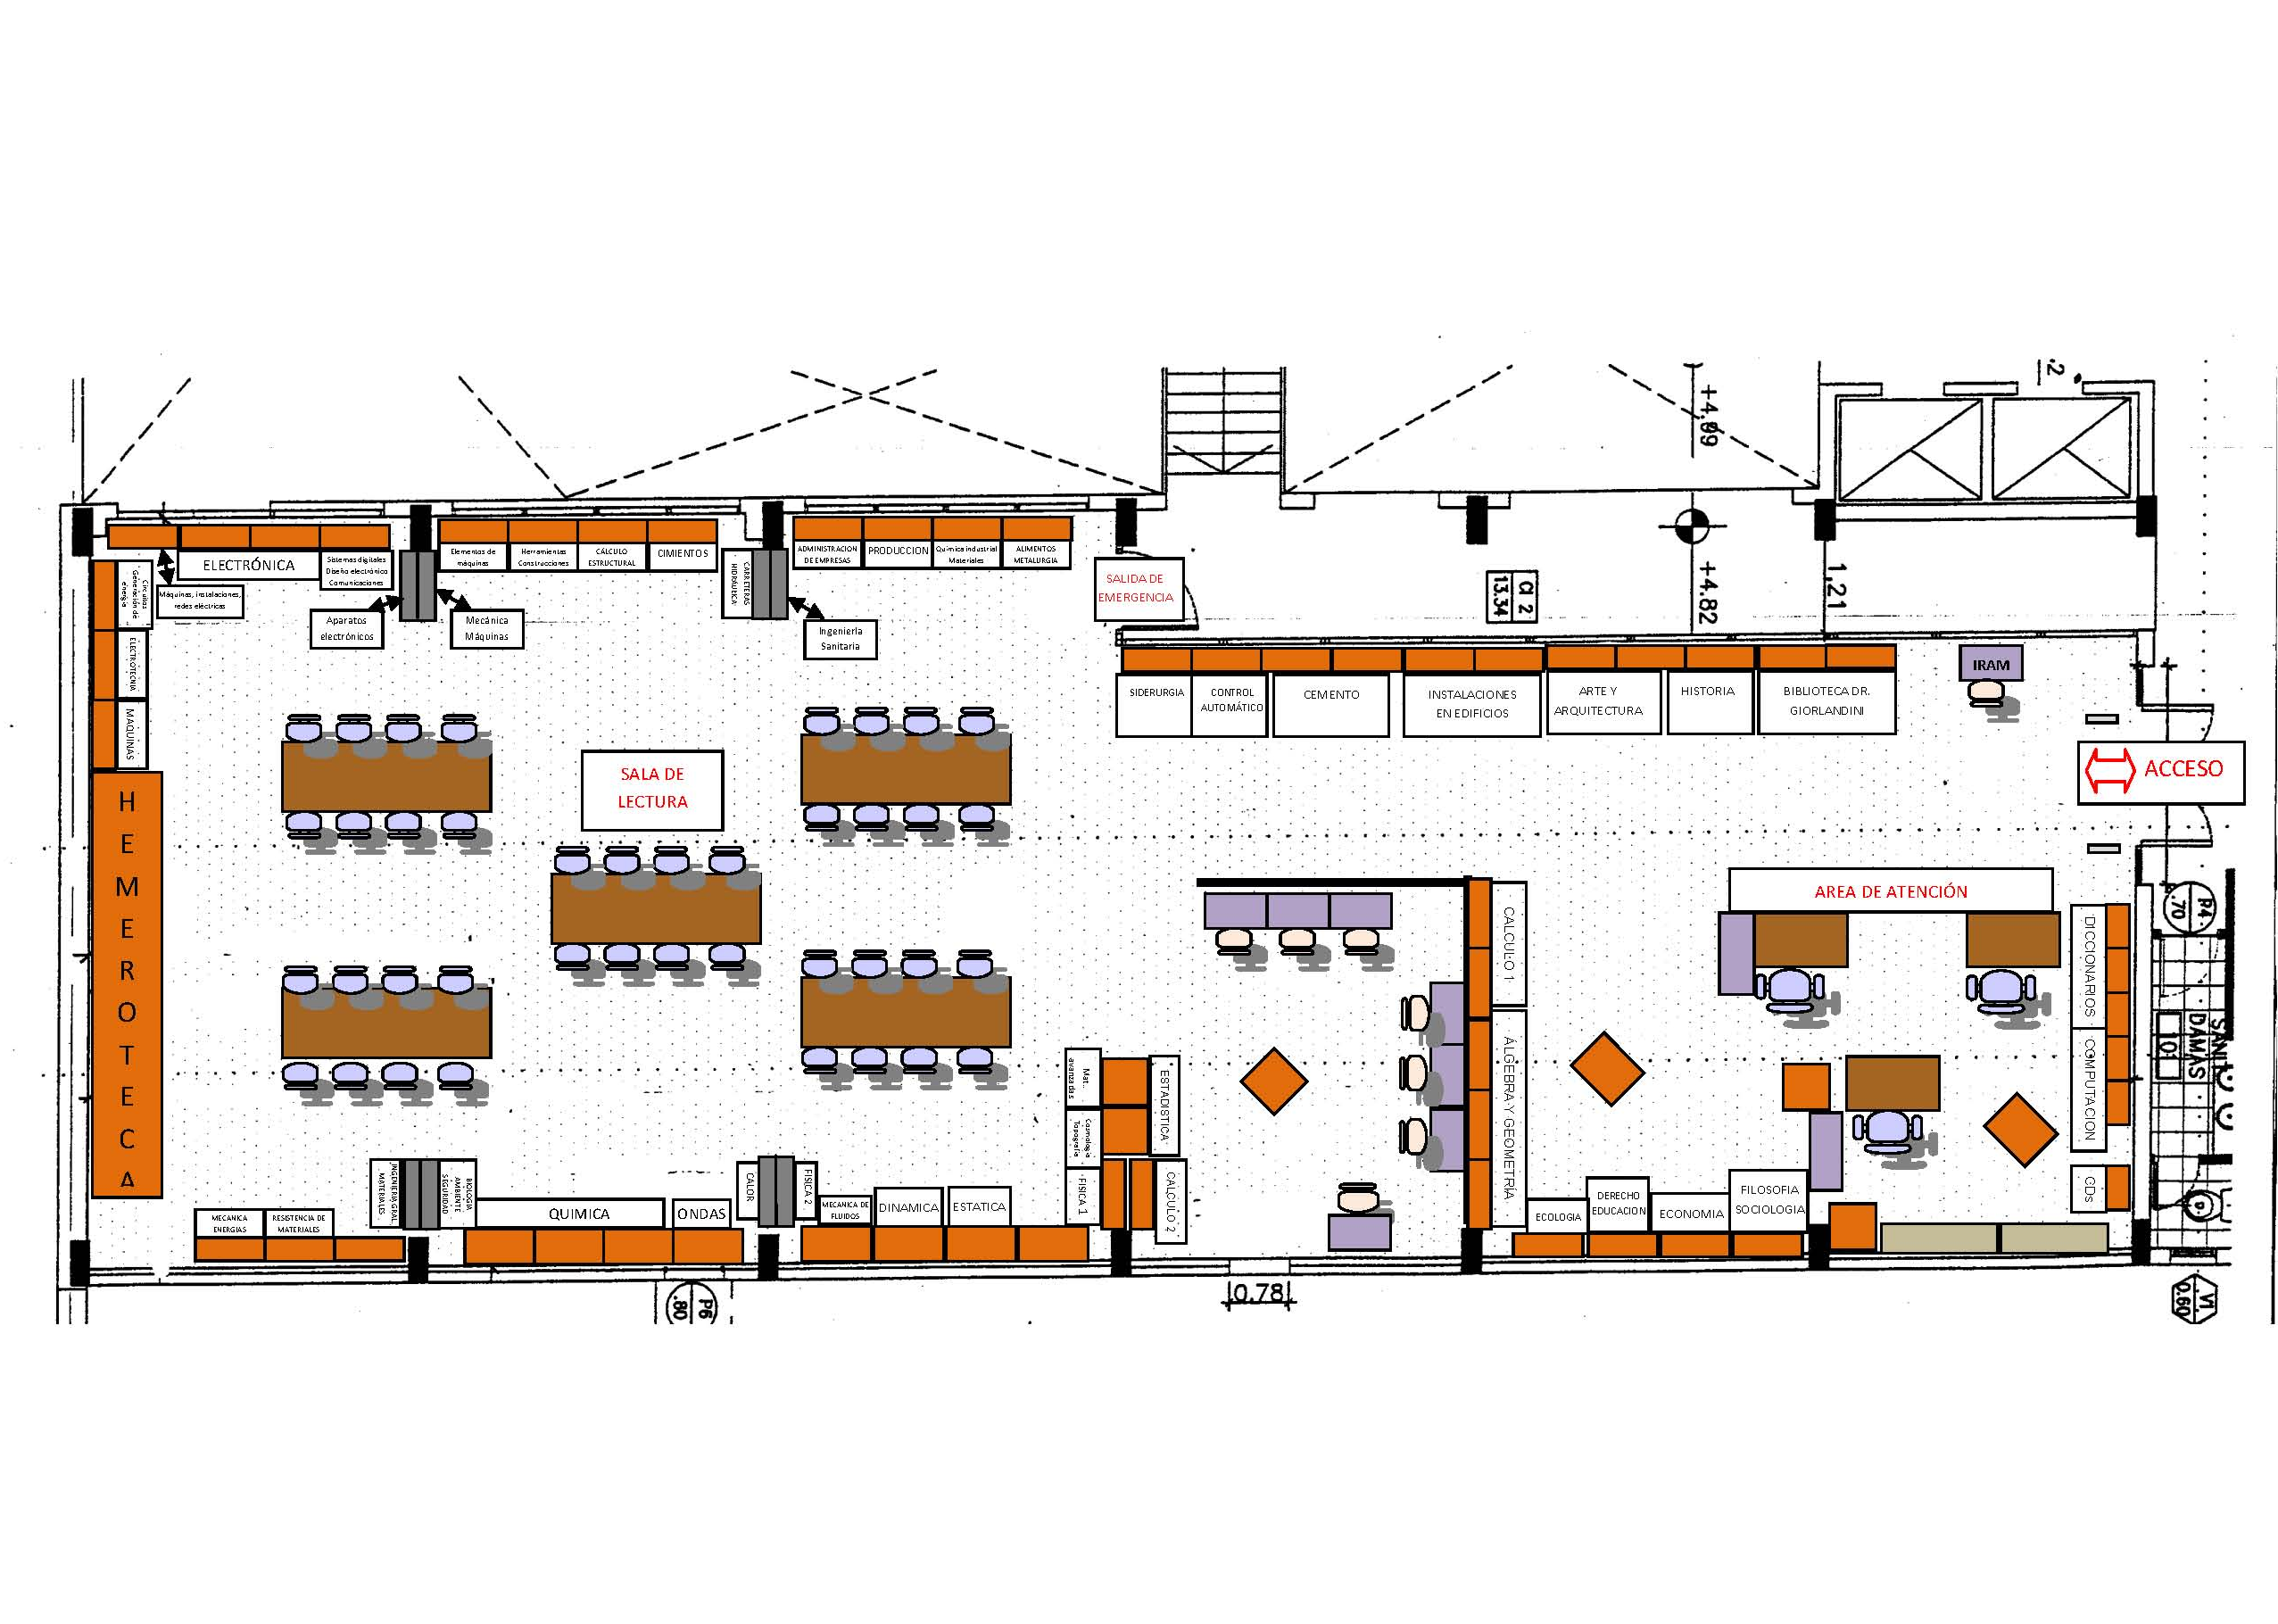 .2
+4,09
+4,82
1,21
CI 2
13.34
ELECTRÓNICA
Sistemas digitales
Diseño electrónico
Comunicaciones
Circuitos
Generación de
energía
Máquinas, instalaciones,
redes eléctricas
Aparatos
electrónicos
Mecánica
Máquinas
Elementos de
máquinas
Herramientas
Construcciones
CÁLCULO
ESTRUCTURAL
CIMIENTOS
CARRETERAS
HIDRÁULICA
Ingeniería
Sanitaria
ADMINISTRACION
DE EMPRESAS
PRODUCCION
Química industrial
Materiales
ALIMENTOS
METALURGIA
SALIDA DE
EMERGENCIA
ELECTROTECNIA
MAQUINAS
HEMEROTECA
SALA DE
LECTURA
SIDERURGIA
CONTROL
AUTOMÁTICO
CEMENTO
INSTALACIONES
EN EDIFICIOS
ARTE Y
ARQUITECTURA
HISTORIA
BIBLIOTECA DR.
GIORLANDINI
IRAM
ACCESO
AREA DE ATENCIÓN
CALCULO 1
ÁLGEBRA Y GEOMETRÍA
DICCIONARIOS
COMPUTACION
CDs
P4
.70
DAMAS
10
Mat..
avanzadas
Cosmología
Topografía
FISICA 1
ESTADISTICA
CALCULO 2
INGENIERIA GRAL
MATERIALES
BIOLOGIA
AMBIENTE
SEGURIDAD
MECANICA
ENERGIAS
RESISTENCIA DE
MATERIALES
QUIMICA
ONDAS
CALOR
FISICA 2
MECANICA DE
FLUIDOS
DINAMICA
ESTATICA
ECOLOGIA
DERECHO
EDUCACION
ECONOMIA
FILOSOFIA
SOCIOLOGIA
P6
.80
0.78
V1
0.60